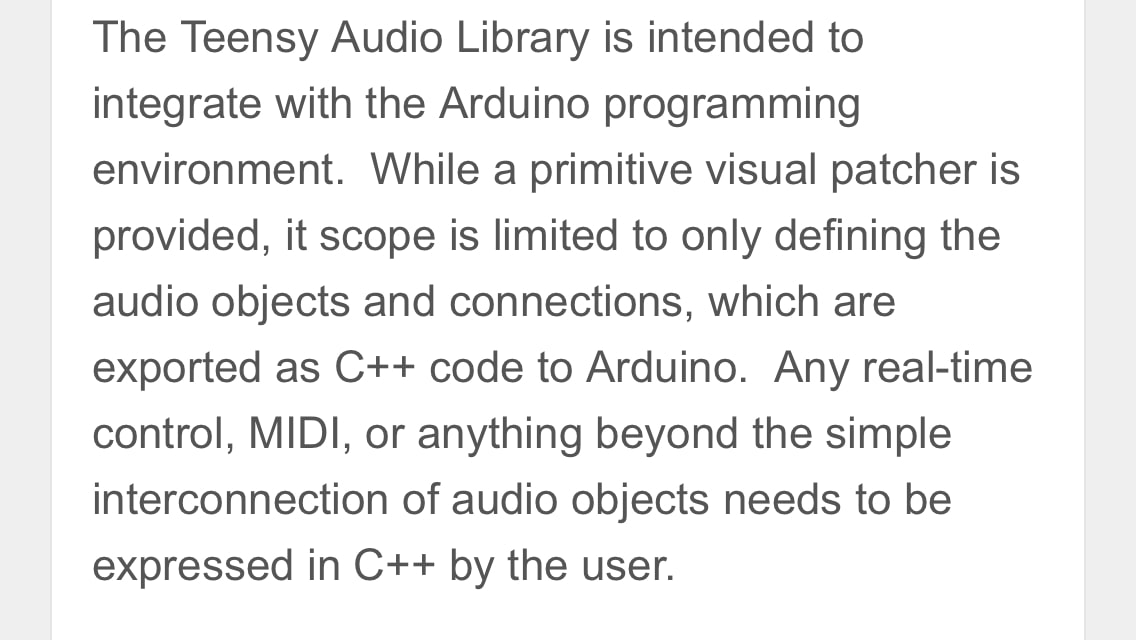 The Teensy Audio Library is intended to
integrate with the Arduino programming
environment.  While a primitive visual patcher is
provided, it scope is limited to only defining the
audio objects and connections, which are
exported as C++ code to Arduino.  Any real-time
control, MIDI, or anything beyond the simple
interconnection of audio objects needs to be
expressed in C++ by the user.